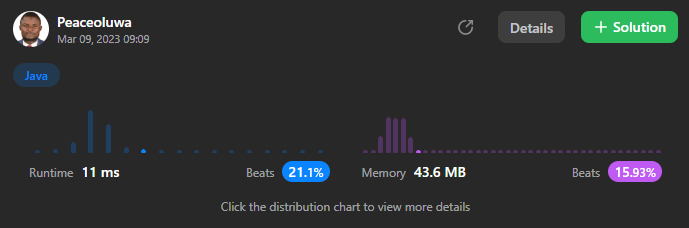 Peaceoluwa
Mar 09, 2023 09:09
Details
+ Solution
Java
Runtime 11 ms Beats 21.1%
Memory 43.6 MB Beats 15.93%
Click the distribution chart to view more details